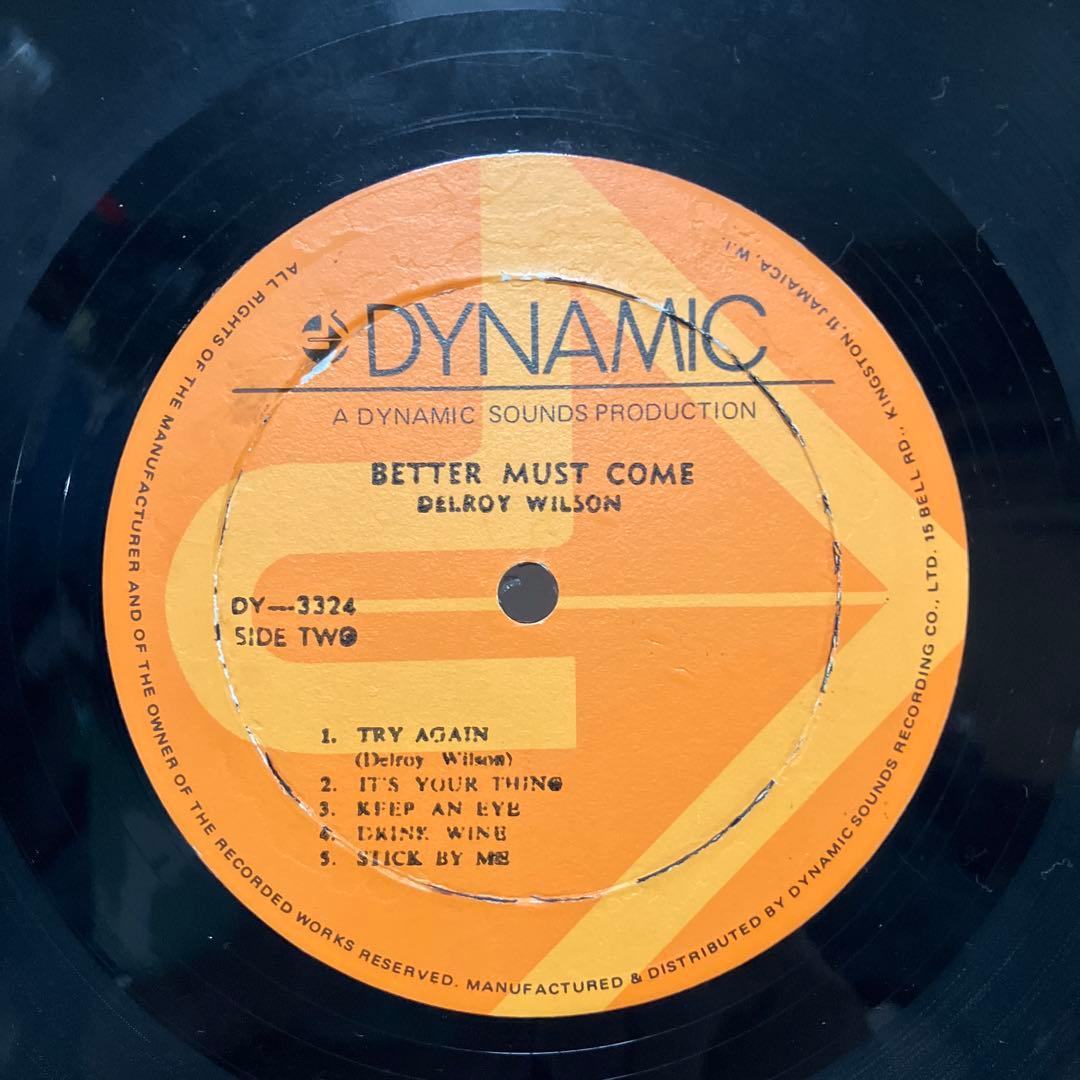 DYNAMIC
A DYNAMIC SOUNDS PRODUCTION
BETTER MUST COME
DELROY WILSON
DY—3324
SIDE TWO
1. TRY AGAIN
(Delroy Wilson)
2. IT'S YOUR THING
3. KEEP AN EYE
4. DRINK WINE
5. STICK BY ME
ALL RIGHTS OF THE MANUFACTURER AND OF THE OWNER OF THE RECORDED WORKS RESERVED. MANUFACTURED & DISTRIBUTED BY DYNAMIC SOUNDS RECORDING CO., LTD. 15 BELL RD., KINGSTON, 11 JAMAICA, W.I.